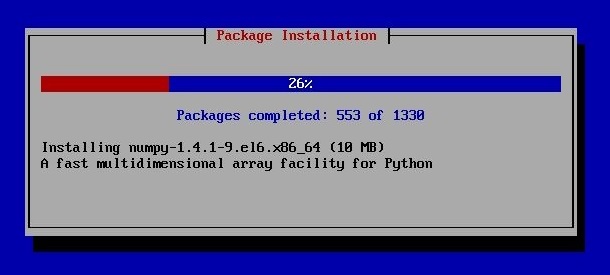 Package Installation
26%
Packages completed: 553 of 1330
Installing numpy-1.4.1-9.el6.x86_64 (10 MB)
A fast multidimensional array facility for Python